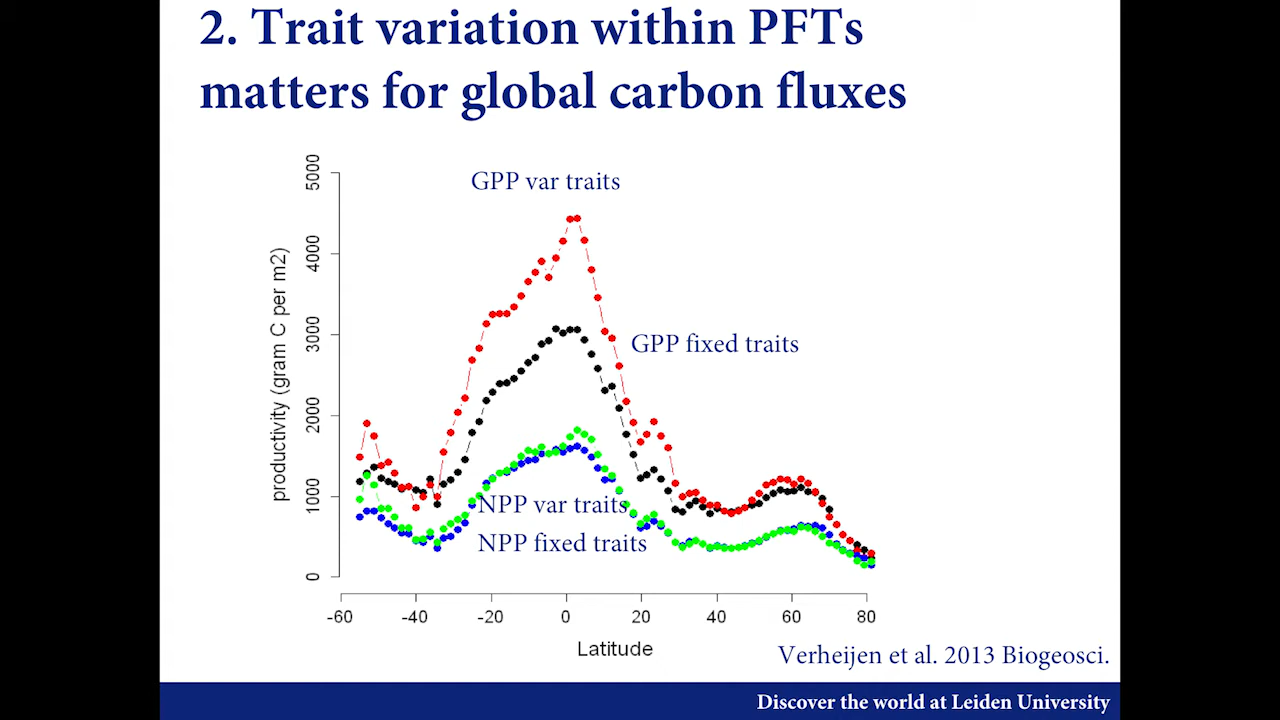 2. Trait variation within PFTs
matters for global carbon fluxes
GPP var traits
GPP fixed traits
NPP var traits
NPP fixed traits
productivity (gram C per m2)
5000
4000
3000
2000
1000
0
-60 -40 -20 0 20 40 60 80
Latitude
Verheijen et al. 2013 Biogeosci.
Discover the world at Leiden University